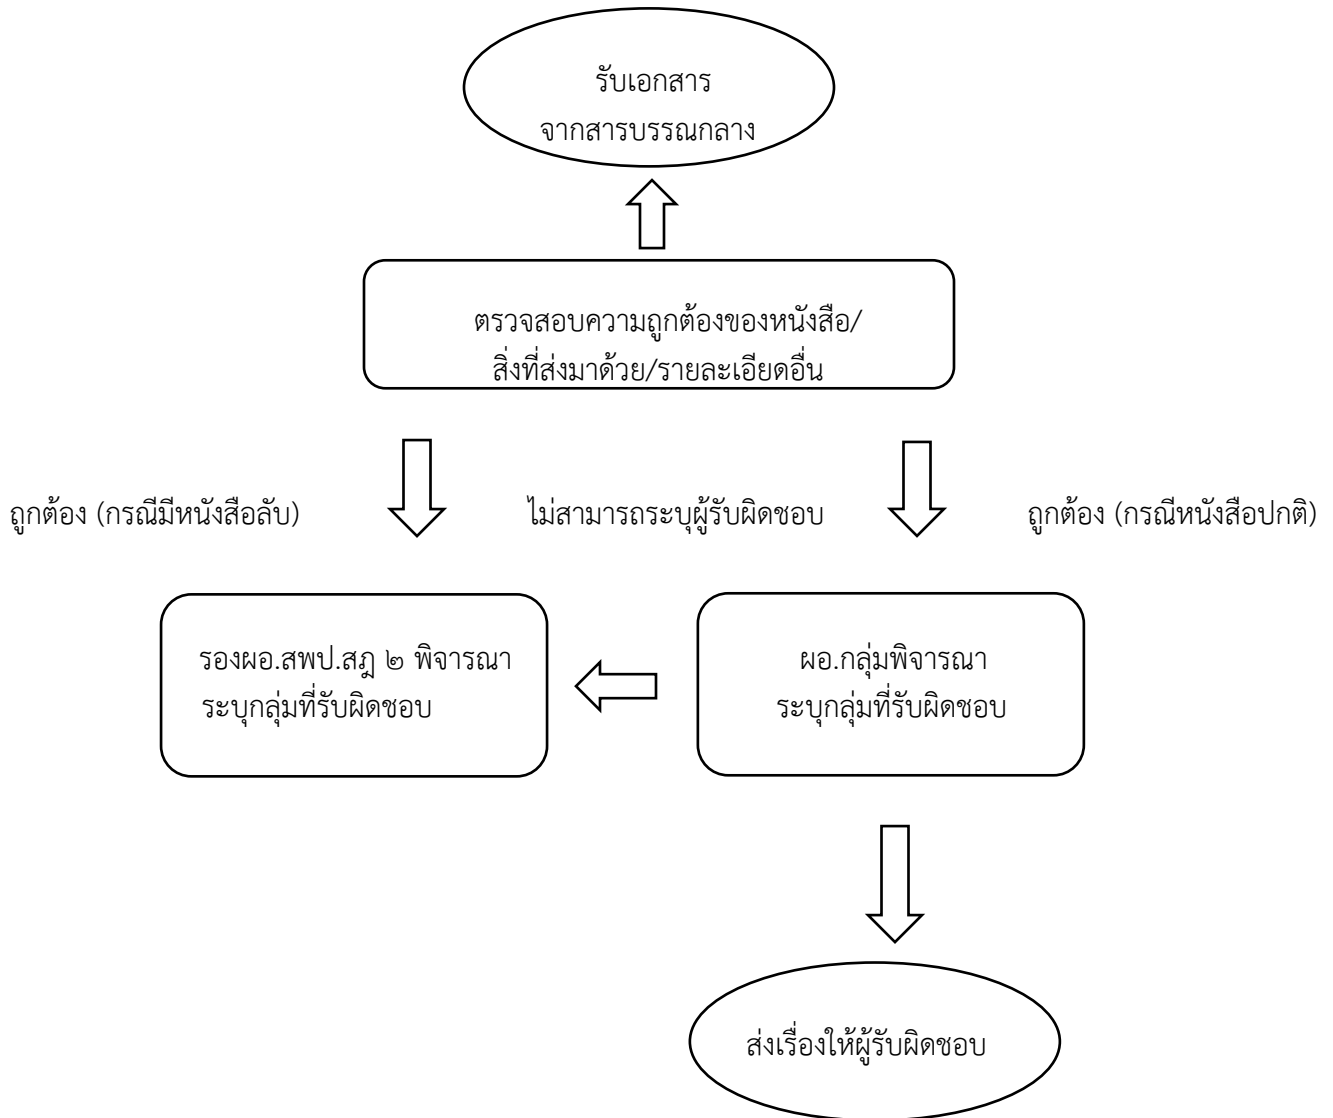 รับเอกสาร
จากสารบรรณกลาง
ตรวจสอบความถูกต้องของหนังสือ/
สิ่งที่ส่งมาด้วย/รายละเอียดอื่น
ถูกต้อง (กรณีมีหนังสือลับ)
ไม่สามารถระบุผู้รับผิดชอบ
ถูกต้อง (กรณีหนังสือปกติ)
รองผอ.สพป.สฎ ๒ พิจารณา
ระบุกลุ่มที่รับผิดชอบ
ผอ.กลุ่มพิจารณา
ระบุกลุ่มที่รับผิดชอบ
ส่งเรื่องให้ผู้รับผิดชอบ